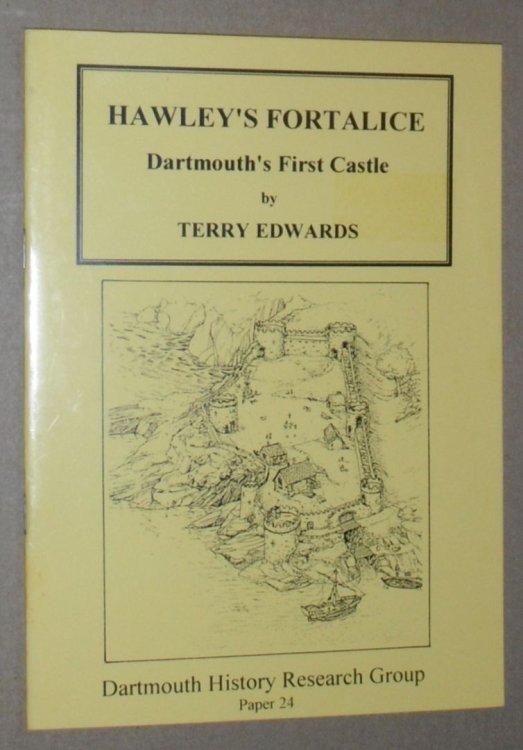 HAWLEY'S FORTALICE
Dartmouth's First Castle
by
TERRY EDWARDS
Dartmouth History Research Group
Paper 24